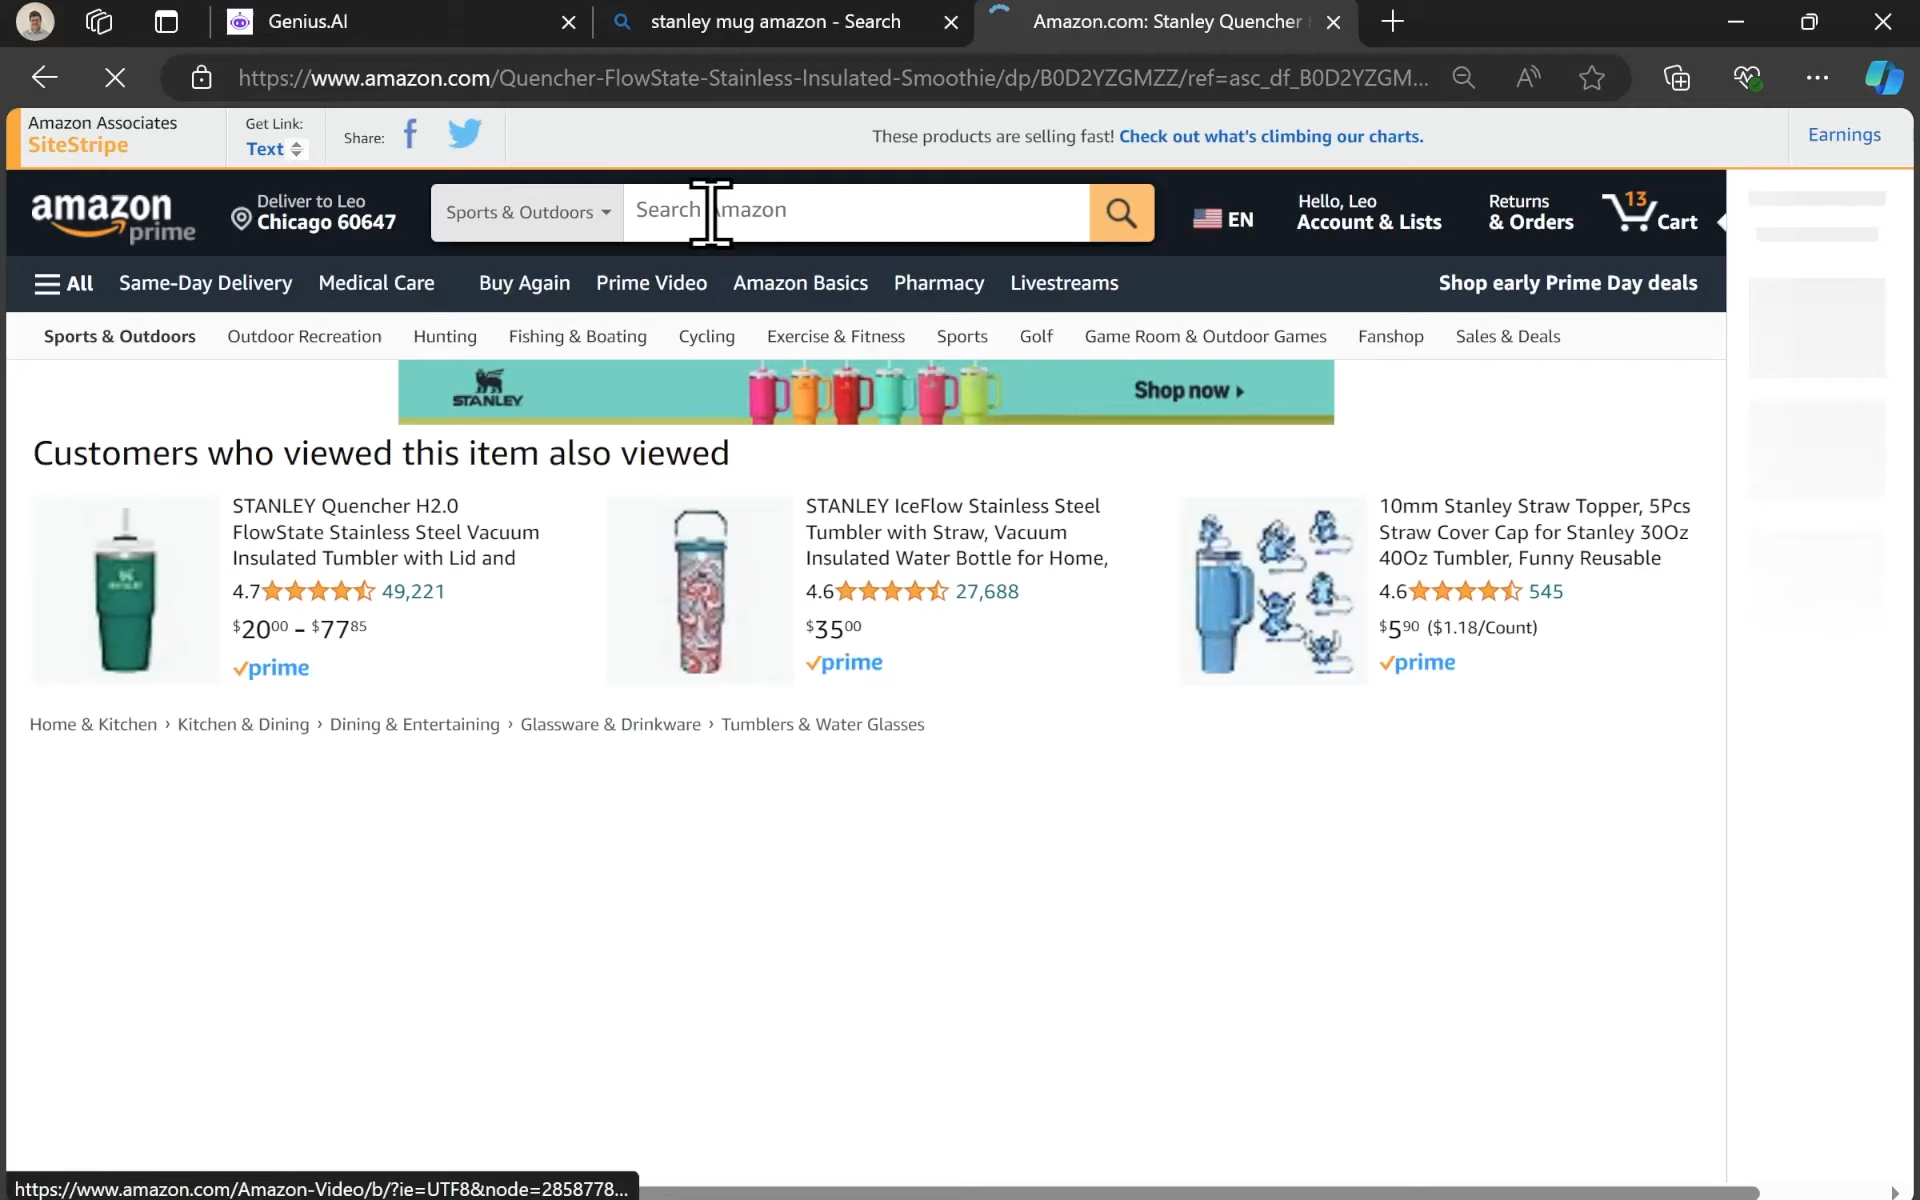 Genius.AI
stanley mug amazon - Search
Amazon.com: Stanley Quencher
https://www.amazon.com/Quencher-FlowState-Stainless-Insulated-Smoothie/dp/B0D2YZGMZZ/ref=asc_df_B0D2YZGM...
Amazon Associates
SiteStripe
Get Link:
Text
Share:
These products are selling fast! Check out what's climbing our charts.
Earnings
amazon
prime
Deliver to Leo
Chicago 60647
Sports & Outdoors
Search Amazon
EN
Hello, Leo
Account & Lists
Returns
& Orders
13
Cart
All
Same-Day Delivery
Medical Care
Buy Again
Prime Video
Amazon Basics
Pharmacy
Livestreams
Shop early Prime Day deals
Sports & Outdoors
Outdoor Recreation
Hunting
Fishing & Boating
Cycling
Exercise & Fitness
Sports
Golf
Game Room & Outdoor Games
Fanshop
Sales & Deals
STANLEY
Shop now
Customers who viewed this item also viewed
STANLEY Quencher H2.0
FlowState Stainless Steel Vacuum
Insulated Tumbler with Lid and
4.7 49,221
$2000 - $7785
prime
STANLEY IceFlow Stainless Steel
Tumbler with Straw, Vacuum
Insulated Water Bottle for Home,
4.6 27,688
$3500
prime
10mm Stanley Straw Topper, 5Pcs
Straw Cover Cap for Stanley 30Oz
40Oz Tumbler, Funny Reusable
4.6 545
$590 ($1.18/Count)
prime
Home & Kitchen › Kitchen & Dining › Dining & Entertaining › Glassware & Drinkware › Tumblers & Water Glasses
https://www.amazon.com/Amazon-Video/b/?ie=UTF8&node=2858778...